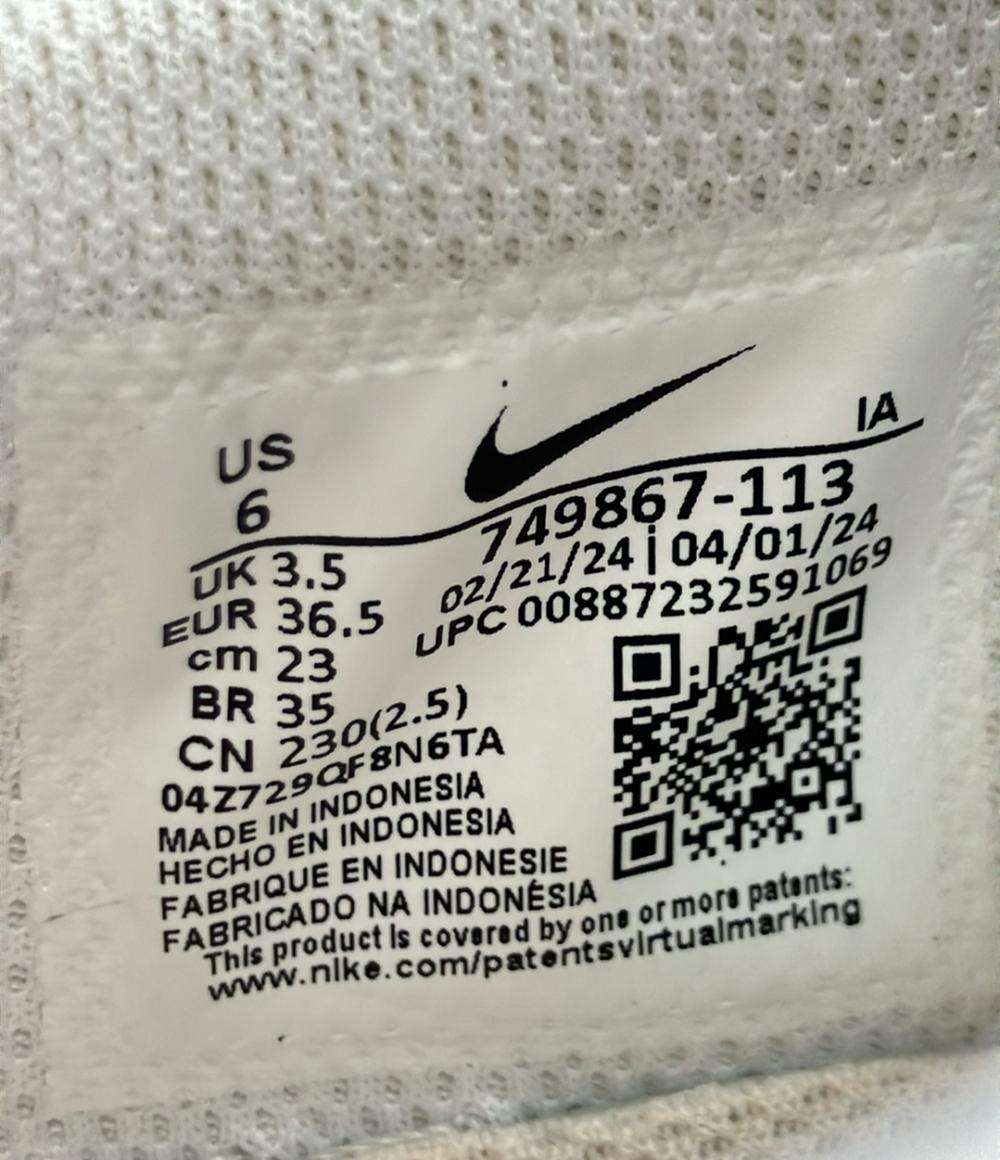 US
6
IA
UK 3.5
EUR 36.5
cm 23
BR 35
CN 230(2.5)
749867-113
02/21/24 | 04/01/24
UPC 00887232591069
04Z729QF8N6TA
MADE IN INDONESIA
HECHO EN INDONESIA
FABRIQUE EN INDONESIE
FABRICADO NA INDONÉSIA
This product is covered by one or more patents:
www.nike.com/patentsvirtualmarking